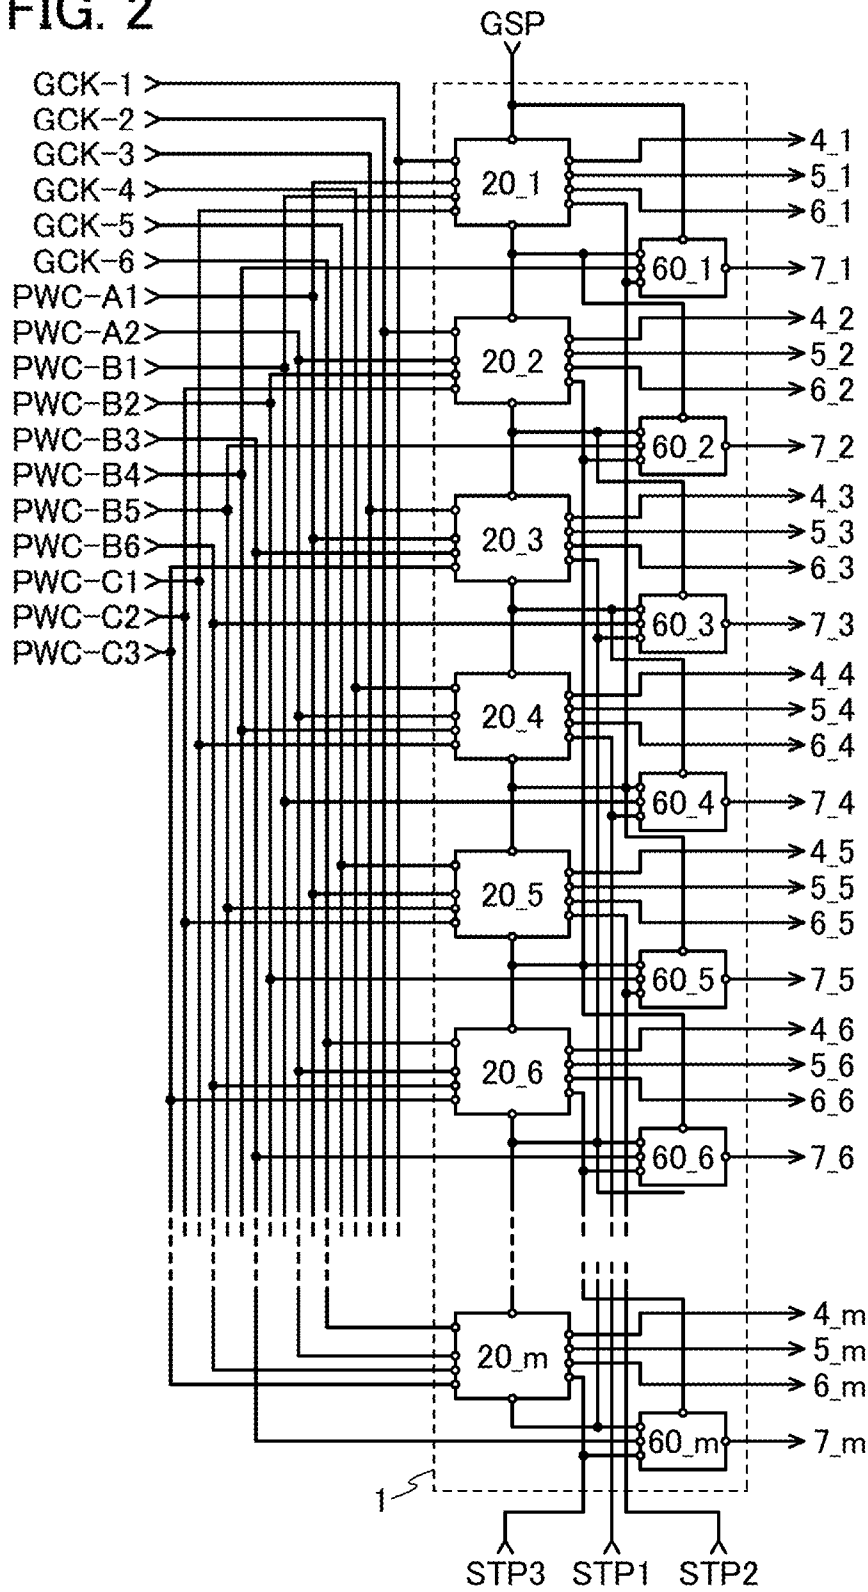 FIG. 2
GSP
GCK-1
GCK-2
GCK-3
GCK-4
GCK-5
GCK-6
PWC-A1
PWC-A2
PWC-B1
PWC-B2
PWC-B3
PWC-B4
PWC-B5
PWC-B6
PWC-C1
PWC-C2
PWC-C3
20_1
4_1
5_1
6_1
60_1
7_1
20_2
4_2
5_2
6_2
60_2
7_2
20_3
4_3
5_3
6_3
60_3
7_3
20_4
4_4
5_4
6_4
60_4
7_4
20_5
4_5
5_5
6_5
60_5
7_5
20_6
4_6
5_6
6_6
60_6
7_6
20_m
4_m
5_m
6_m
60_m
7_m
1
STP3
STP1
STP2